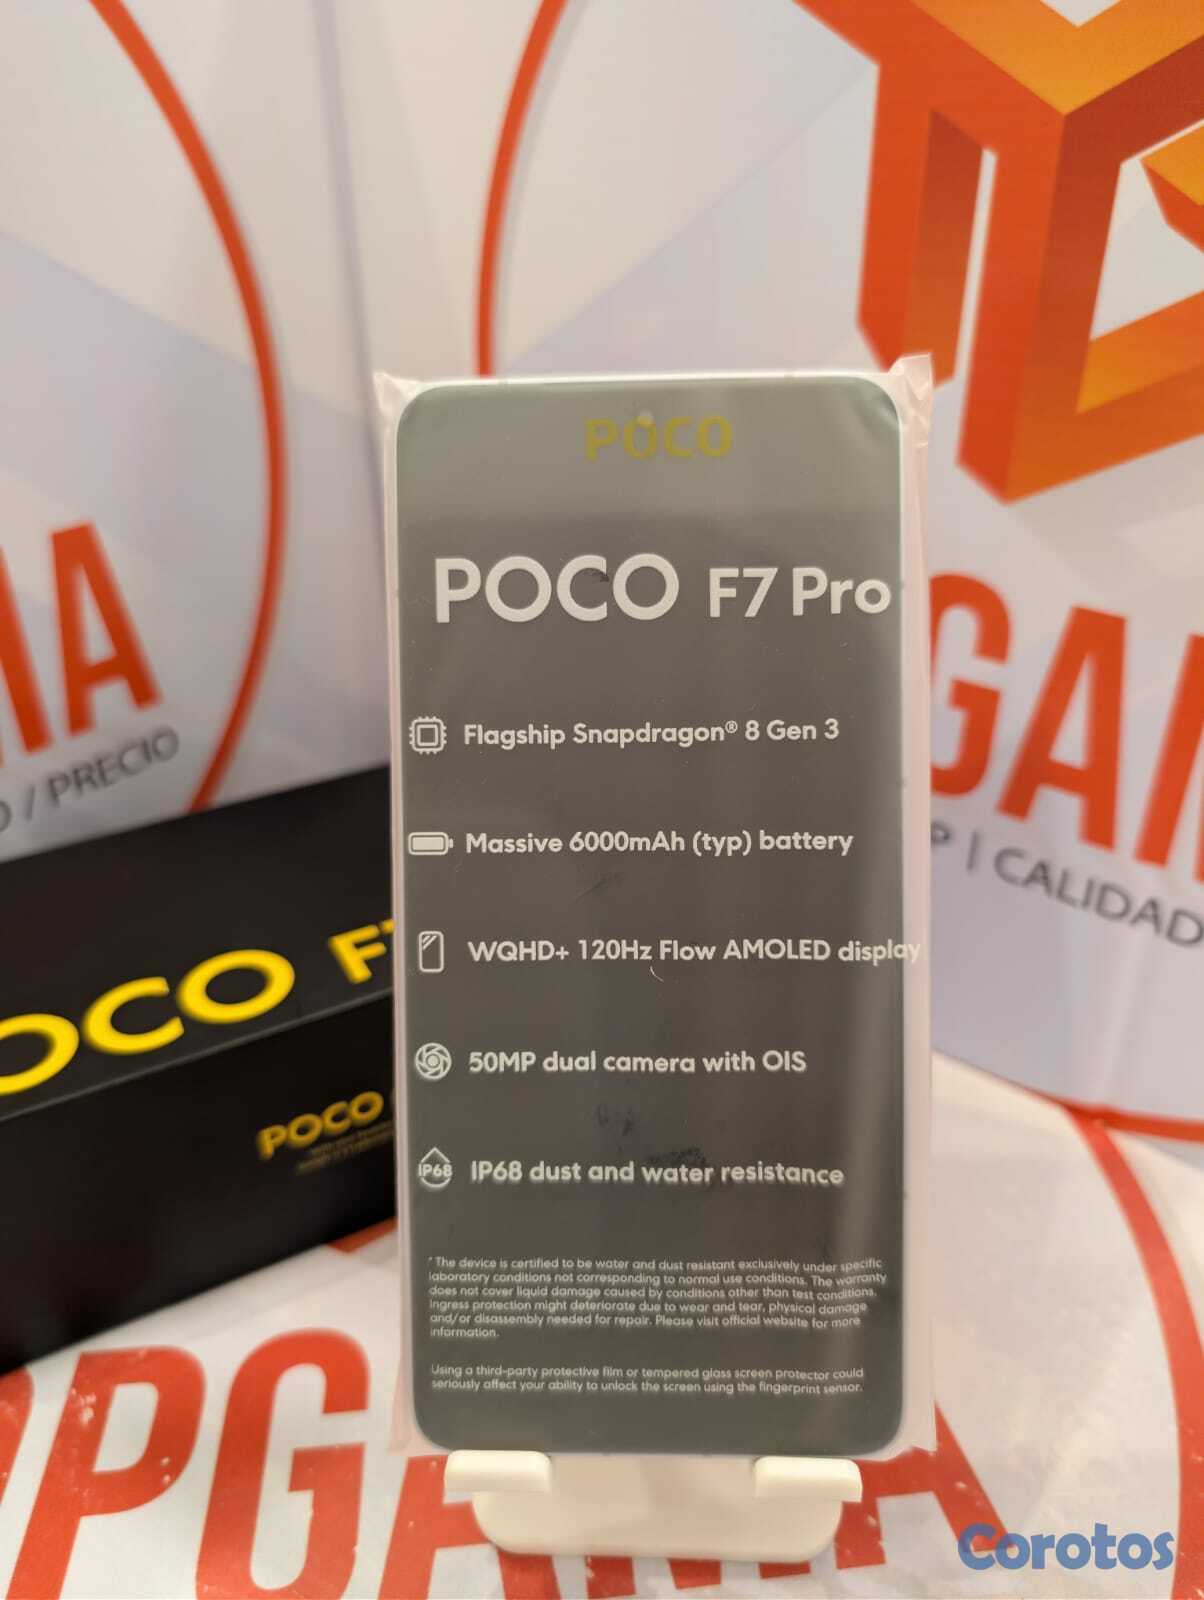 POCO
POCO F7 Pro
Flagship Snapdragon® 8 Gen 3
Massive 6000mAh (typ) battery
WQHD+ 120Hz Flow AMOLED display
50MP dual camera with OIS
IP68
IP68 dust and water resistance
* The device is certified to be water and dust resistant exclusively under specific
laboratory conditions not corresponding to normal use conditions. The warranty
does not cover liquid damage caused by conditions other than test conditions.
Ingress protection might deteriorate due to wear and tear, physical damage
and/or disassembly needed for repair. Please visit official website for more
information.
Using a third-party protective film or tempered glass screen protector could
seriously affect your ability to unlock the screen using the fingerprint sensor.
MA
O / PRECIO
GAM
P | CALIDAD
OCO F7
POCO
OPGAMA
Corotos